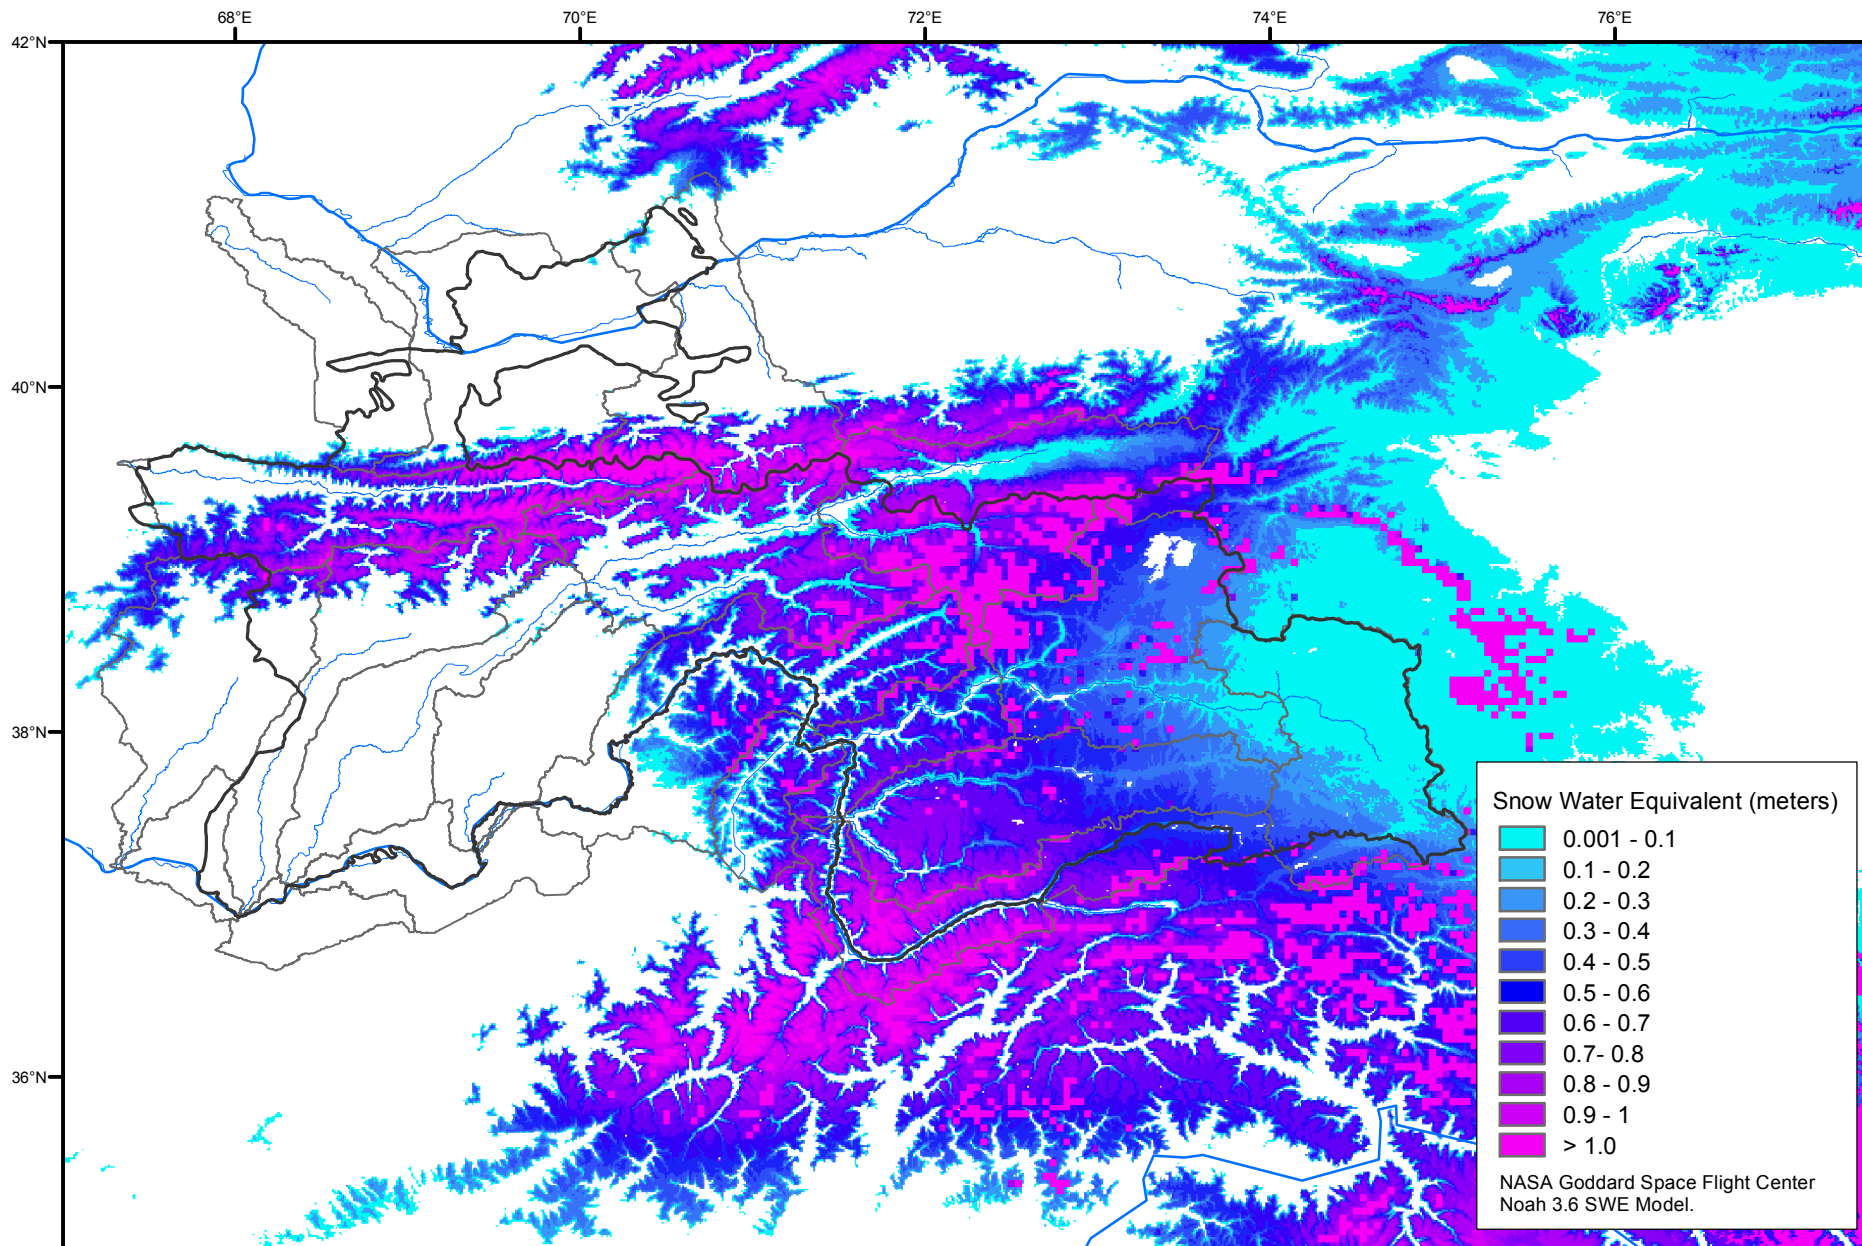 68°E
70°E
72°E
74°E
76°E
42°N
40°N
38°N
36°N
Snow Water Equivalent (meters)
0.001 - 0.1
0.1 - 0.2
0.2 - 0.3
0.3 - 0.4
0.4 - 0.5
0.5 - 0.6
0.6 - 0.7
0.7- 0.8
0.8 - 0.9
0.9 - 1
> 1.0
NASA Goddard Space Flight Center
Noah 3.6 SWE Model.